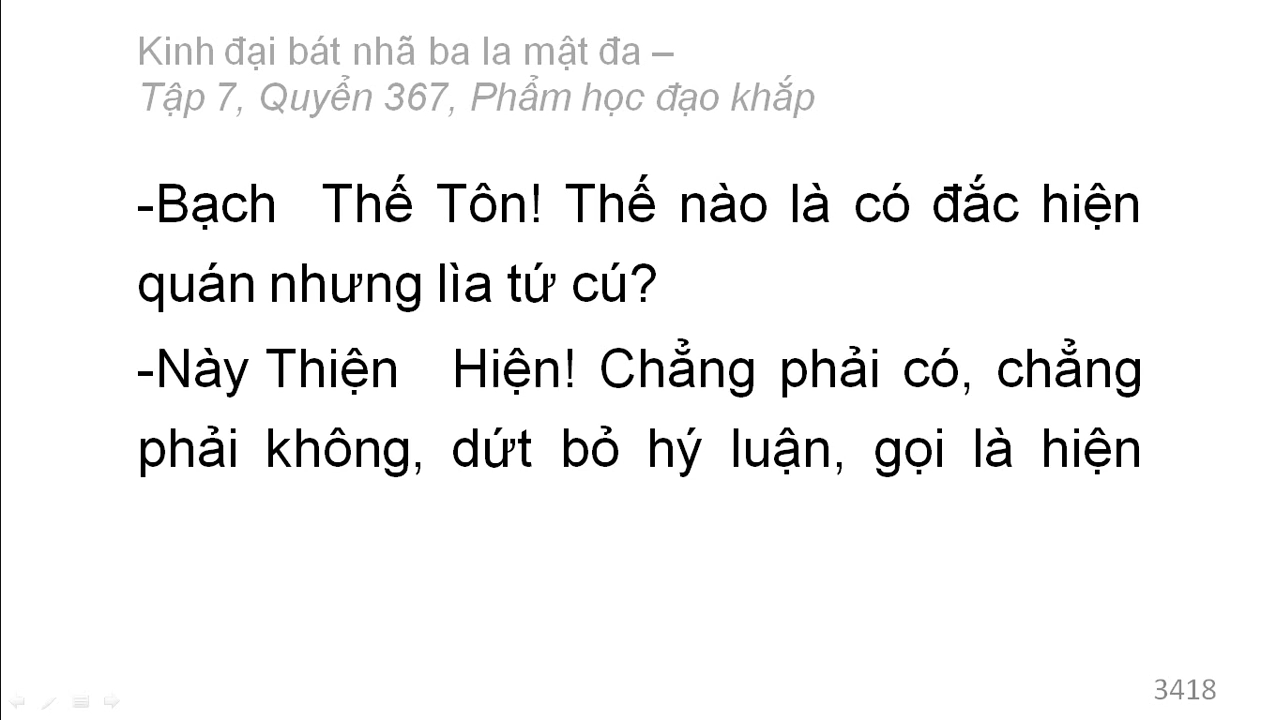 Kinh đại bát nhã ba la mật đa –
Tập 7, Quyển 367, Phẩm học đạo khắp
-Bạch Thế Tôn! Thế nào là có đắc hiện
quán nhưng lìa tứ cú?
-Này Thiện Hiện! Chẳng phải có, chẳng
phải không, dứt bỏ hý luận, gọi là hiện
3418